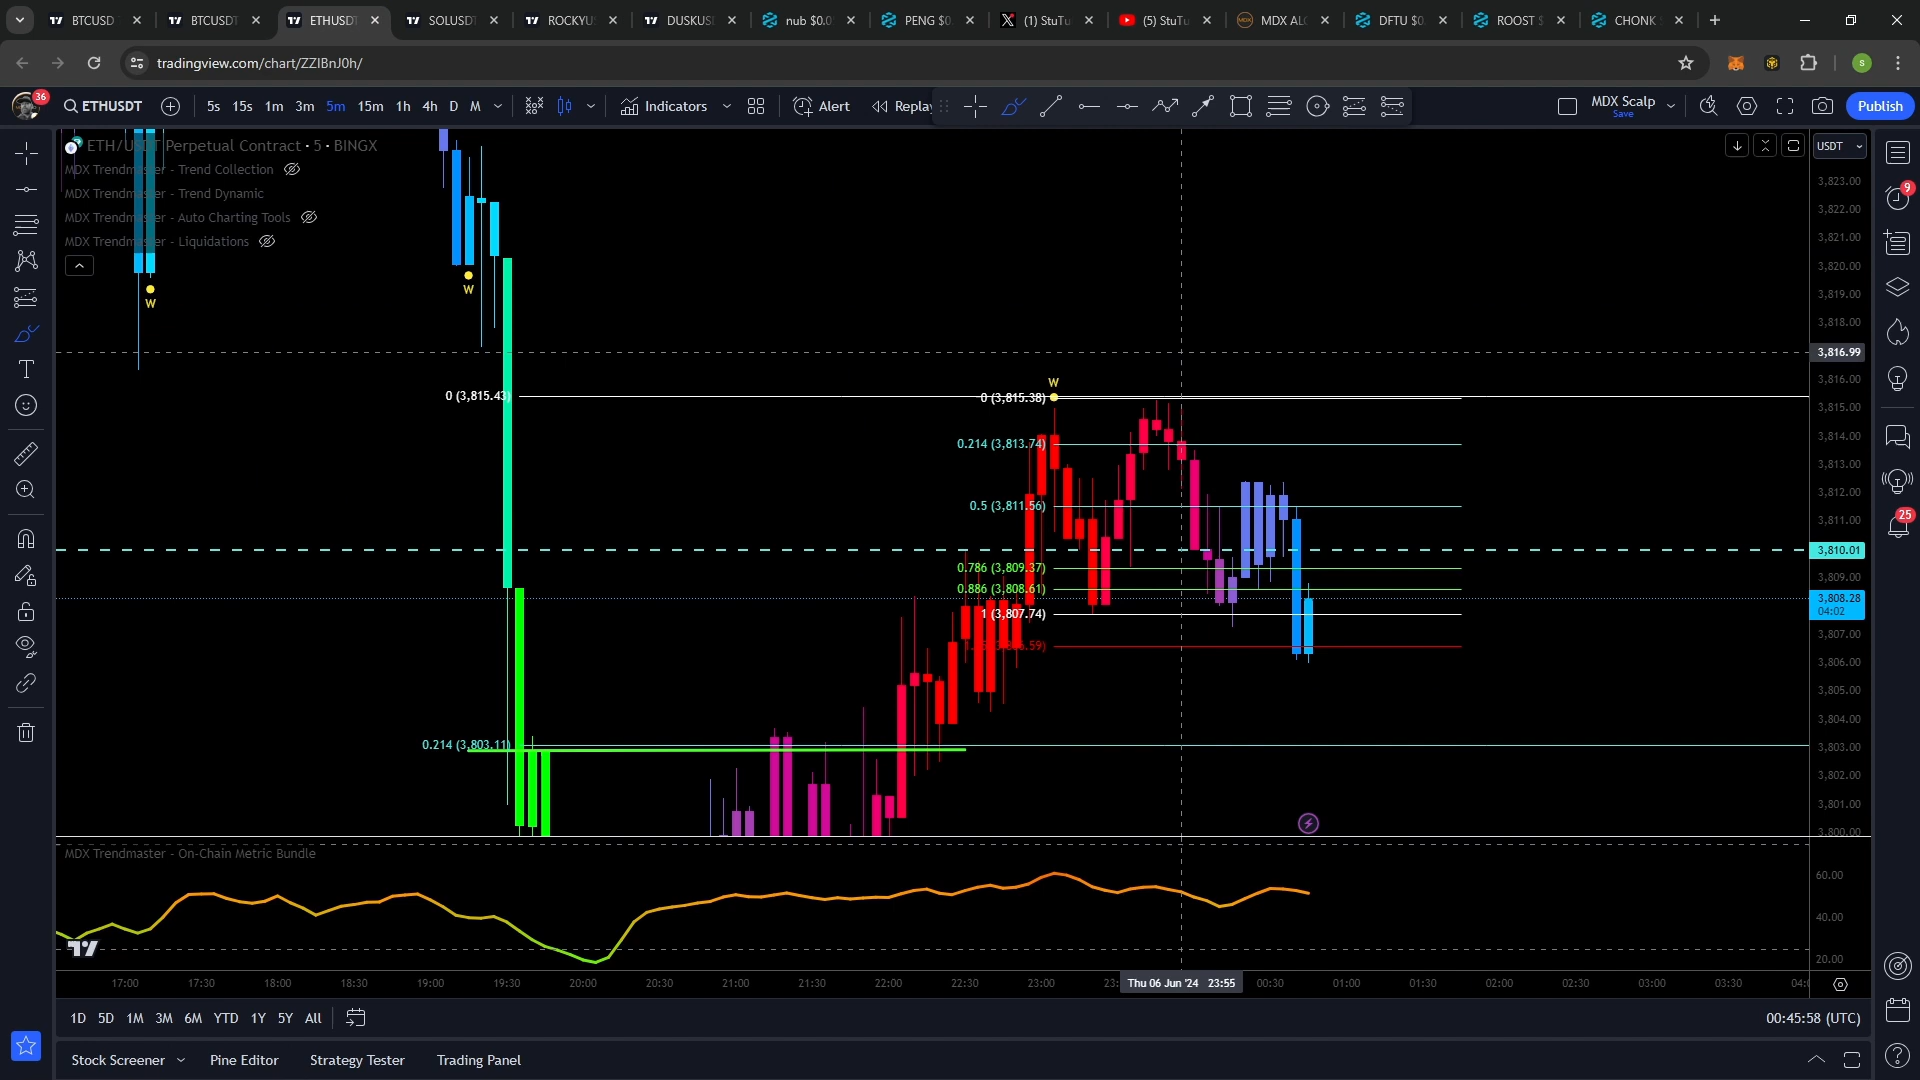 BTCUSD
BTCUSDT
ETHUSDT
SOLUSDT
ROCKYU
DUSKUS
nub $0.0
PENG $0
(1) StuTu
(5) StuTu
MDX ALG
DFTU $0
ROOST $
CHONK
tradingview.com/chart/ZZIBnJ0h/
S
36
ETHUSDT
5s 15s 1m 3m 5m 15m 1h 4h D M
Indicators
Alert
Replay
MDX Scalp
Save
Publish
ETH/USDT Perpetual Contract · 5 · BINGX
USDT
MDX Trendmaster - Trend Collection
MDX Trendmaster - Trend Dynamic
MDX Trendmaster - Auto Charting Tools
MDX Trendmaster - Liquidations
W
W
W
0 (3,815.43)
0 (3,815.38)
0.214 (3,813.74)
0.5 (3,811.56)
0.786 (3,809.37)
0.886 (3,808.61)
1 (3,807.74)
0.214 (3,803.11)
3,823.00
3,822.00
3,821.00
3,820.00
3,819.00
3,818.00
3,816.99
3,816.00
3,815.00
3,814.00
3,813.00
3,812.00
3,811.00
3,810.01
3,809.00
3,808.28
04:02
3,807.00
3,806.00
3,805.00
3,804.00
3,803.00
3,802.00
3,801.00
3,800.00
9
25
MDX Trendmaster - On-Chain Metric Bundle
60.00
40.00
20.00
17:00 17:30 18:00 18:30 19:00 19:30 20:00 20:30 21:00 21:30 22:00 22:30 23:00 23: Thu 06 Jun '24 23:55 00:30 01:00 01:30 02:00 02:30 03:00 03:30 04:
1D 5D 1M 3M 6M YTD 1Y 5Y All
00:45:58 (UTC)
Stock Screener
Pine Editor
Strategy Tester
Trading Panel